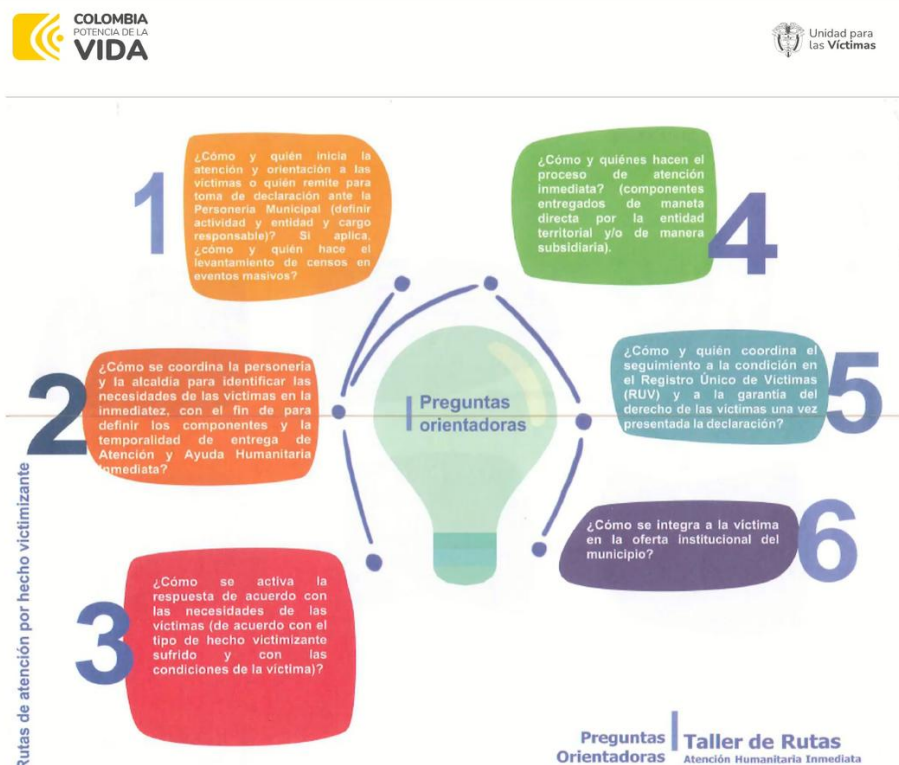 COLOMBIA
POTENCIA DE LA
VIDA
Unidad para
las Víctimas
1
¿Cómo y quién inicia la
atención y orientación a las
víctimas o quién remite para
toma de declaración ante la
Personería Municipal (definir
actividad y entidad y cargo
responsable)? Si aplica,
¿cómo y quién hace el
levantamiento de censos en
eventos masivos?
2
¿Cómo se coordina la personería
y la alcaldía para identificar las
necesidades de las víctimas en la
inmediatez, con el fin de para
definir los componentes y la
temporalidad de entrega de
Atención y Ayuda Humanitaria
Inmediata?
3
¿Cómo se activa la
respuesta de acuerdo con
las necesidades de las
víctimas (de acuerdo con el
tipo de hecho victimizante
sufrido y con las
condiciones de la víctima)?
Preguntas
orientadoras
4
¿Cómo y quiénes hacen el
proceso de atención
inmediata? (componentes
entregados de maneta
directa por la entidad
territorial y/o de manera
subsidiaria).
5
¿Cómo y quién coordina el
seguimiento a la condición en
el Registro Único de Víctimas
(RUV) y a la garantía del
derecho de las víctimas una vez
presentada la declaración?
6
¿Cómo se integra a la víctima
en la oferta institucional del
municipio?
Rutas de atención por hecho victimizante
Preguntas
Orientadoras
Taller de Rutas
Atención Humanitaria Inmediata